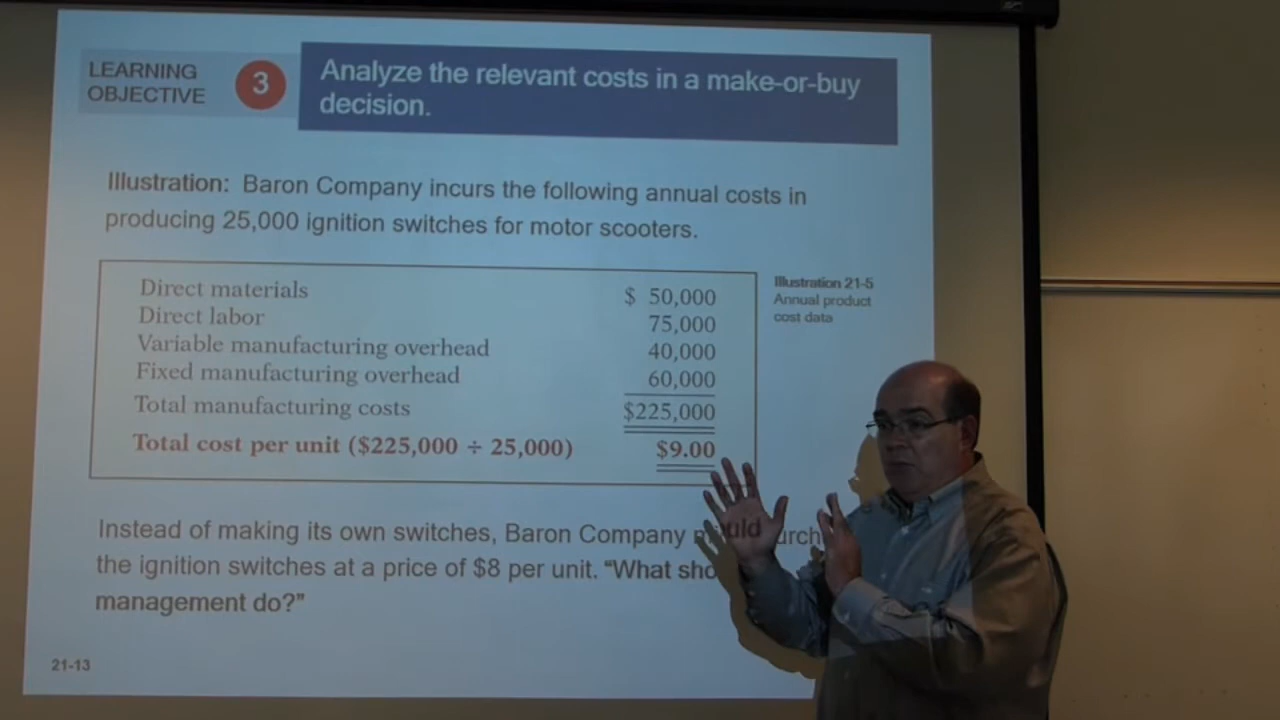 LEARNING
OBJECTIVE
3
Analyze the relevant costs in a make-or-buy
decision.
Illustration: Baron Company incurs the following annual costs in
producing 25,000 ignition switches for motor scooters.
Direct materials $ 50,000
Direct labor 75,000
Variable manufacturing overhead 40,000
Fixed manufacturing overhead 60,000
Total manufacturing costs $225,000
Total cost per unit ($225,000 ÷ 25,000) $9.00
Illustration 21-5
Annual product
cost data
Instead of making its own switches, Baron Company
the ignition switches at a price of $8 per unit. "What
management do?"
21-13